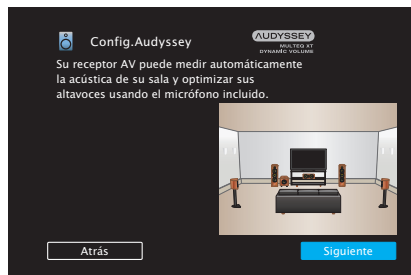 Config.Audyssey
AUDYSSEY
MULTEQ XT
DYNAMIC VOLUME
Su receptor AV puede medir automáticamente
la acústica de su sala y optimizar sus
altavoces usando el micrófono incluido.
Atrás
Siguiente